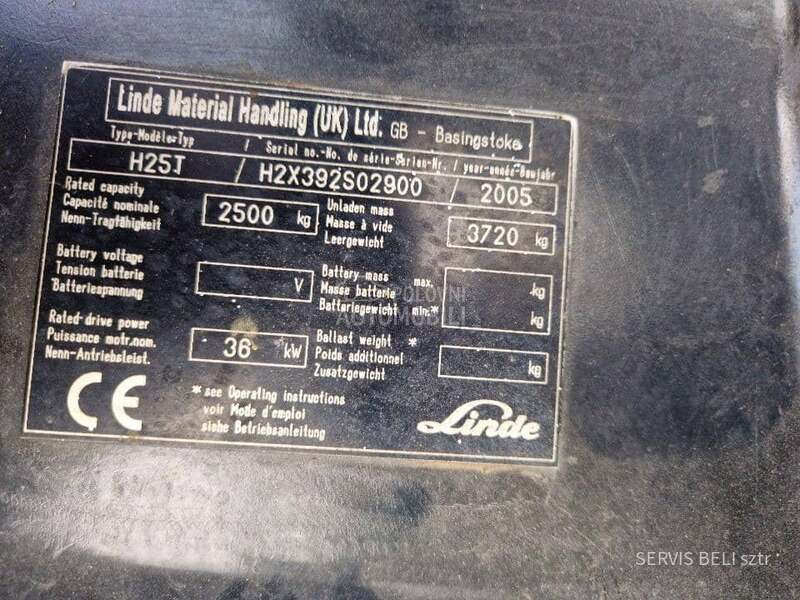 Linde Material Handling (UK) Ltd. GB - Basingstoke
Type-Modèle-Typ / Serial no.-No. de série-Serien-Nr. / year-année-Baujahr
H25T / H2X392S02900 / 2005
Rated capacity
Capacité nominale
Nenn-Tragfähigkeit
2500 kg
Unladen mass
Masse à vide
Leergewicht
3720 kg
Battery voltage
Tension batterie
Batteriespannung
V
Battery mass max.
Masse batterie
Batteriegewicht min.*
kg
kg
Rated-drive power
Puissance motr.nom.
Nenn-Antriebsleist.
36 kW
Ballast weight *
Poids additionnel
Zusatzgewicht
kg
CE
* see Operating instructions
voir Mode d'emploi
siehe Betriebsanleitung
Linde
POLOVNI
AUTOMOBILI
SERVIS BELI sztr